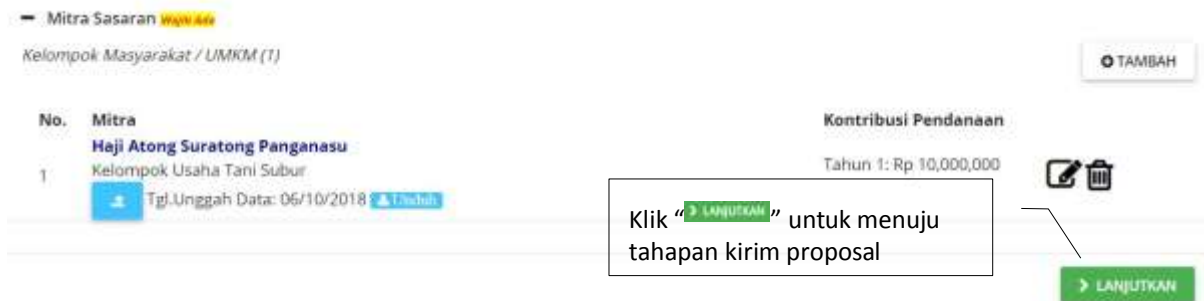 Mitra Sasaran Wajib Ada
Kelompok Masyarakat / UMKM (1)
TAMBAH
No. Mitra Kontribusi Pendanaan
Haji Atong Suratong Panganasu
1 Kelompok Usaha Tani Subur Tahun 1: Rp 10,000,000
Tgl.Unggah Data: 06/10/2018 Unduh
Klik “ LANJUTKAN ” untuk menuju
tahapan kirim proposal
LANJUTKAN